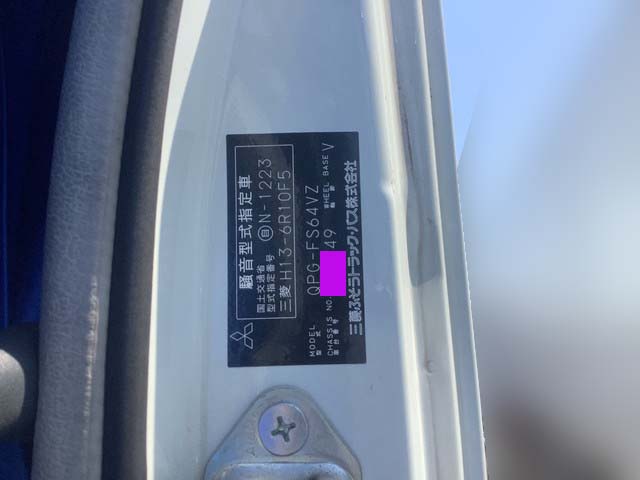 騒音型式指定車
国土交通省
型式指定番号 自 N-1223
三菱 H13-6R10F5
MODEL
型式 QPG-FS64VZ
CHASSIS NO. 49 WHEEL BASE V
車台番号 軸距
三菱ふそうトラック・バス株式会社